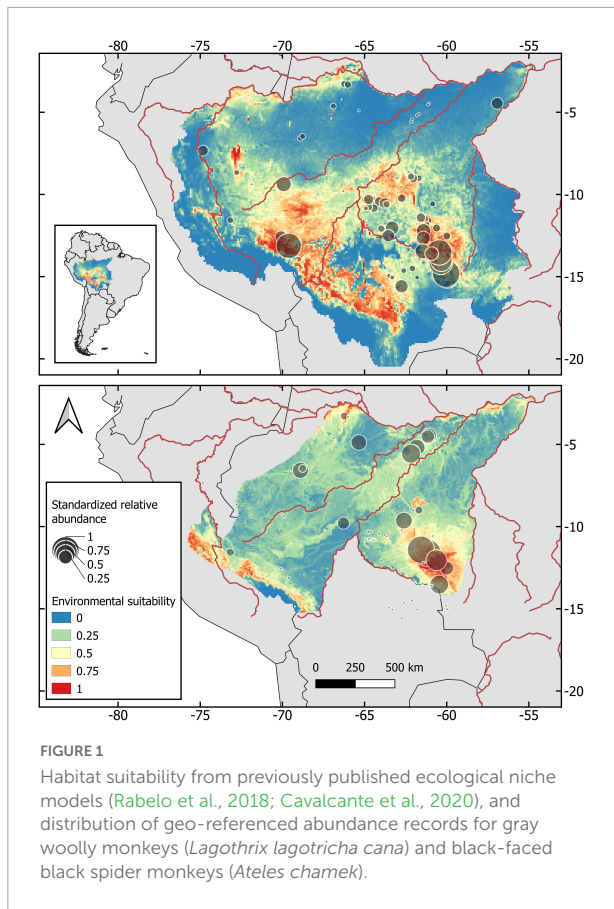 -80 -75 -70 -65 -60 -55
-5
-10
-15
-20
-5
-10
-15
-20
Standardized relative
abundance
1
0.75
0.5
0.25
Environmental suitability
0
0.25
0.5
0.75
1
0 250 500 km
-80 -75 -70 -65 -60 -55
FIGURE 1
Habitat suitability from previously published ecological niche
models (Rabelo et al., 2018; Cavalcante et al., 2020), and
distribution of geo-referenced abundance records for gray
woolly monkeys (Lagothrix lagotricha cana) and black-faced
black spider monkeys (Ateles chamek).